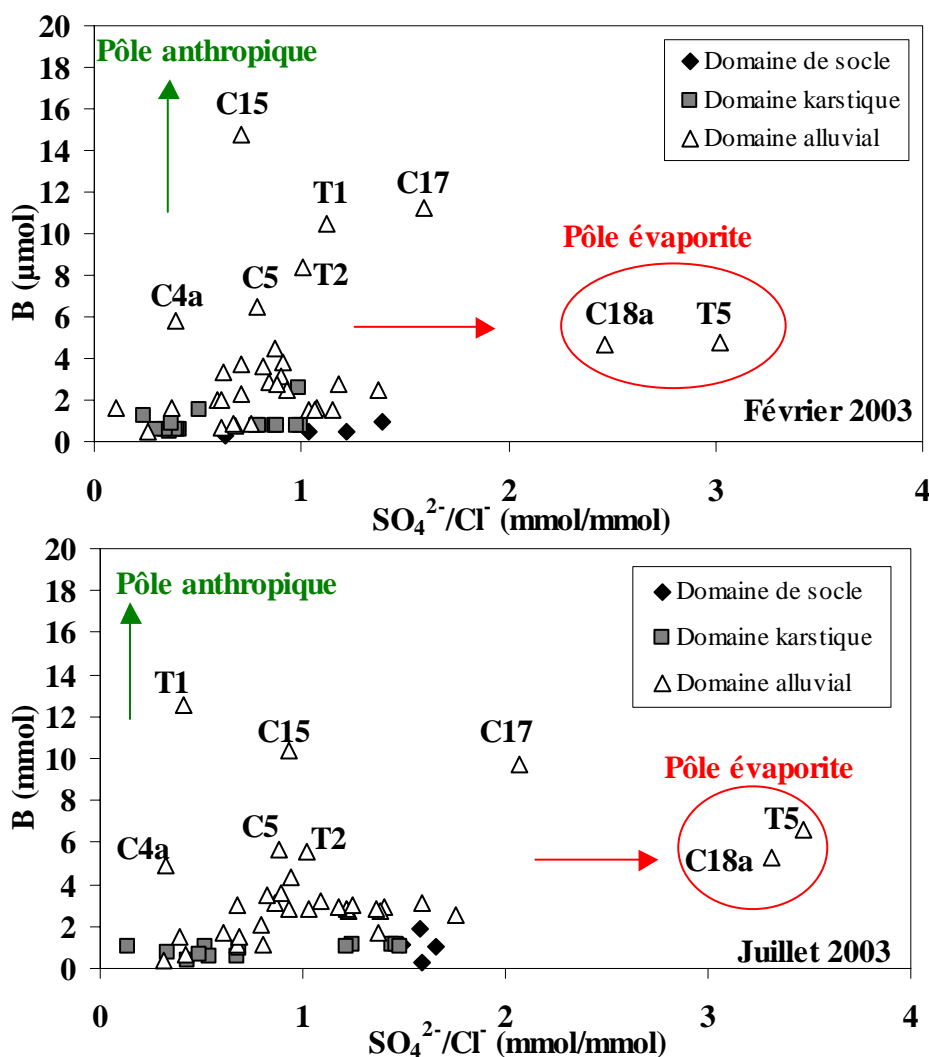 20
18
16
14
12
10
8
6
4
2
0
B (µmol)
Pôle anthropique
◆ Domaine de socle
■ Domaine karstique
△ Domaine alluvial
C15
T1
C17
T2
C5
C4a
Pôle évaporite
C18a
T5
Février 2003
0 1 2 3 4
SO₄²⁻/Cl⁻ (mmol/mmol)
20
18
16
14
12
10
8
6
4
2
0
B (mmol)
Pôle anthropique
◆ Domaine de socle
■ Domaine karstique
△ Domaine alluvial
T1
C15
C17
C5
T2
C4a
Pôle évaporite
T5
C18a
Juillet 2003
0 1 2 3 4
SO₄²⁻/Cl⁻ (mmol/mmol)